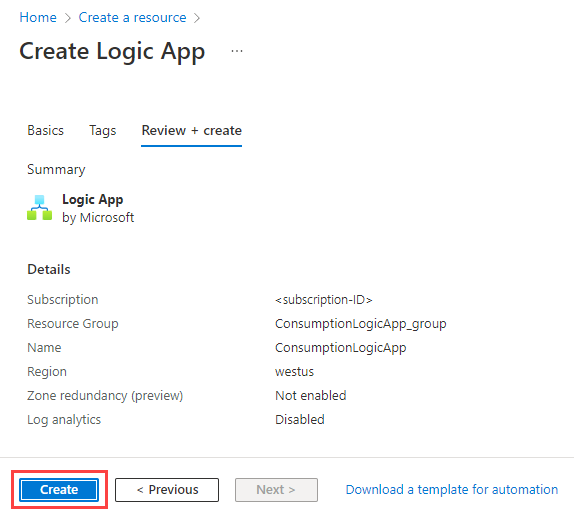 Home > Create a resource >
Create Logic App ...
Basics Tags Review + create
Summary
Logic App
by Microsoft
Details
Subscription <subscription-ID>
Resource Group ConsumptionLogicApp_group
Name ConsumptionLogicApp
Region westus
Zone redundancy (preview) Not enabled
Log analytics Disabled
Create < Previous Next > Download a template for automation